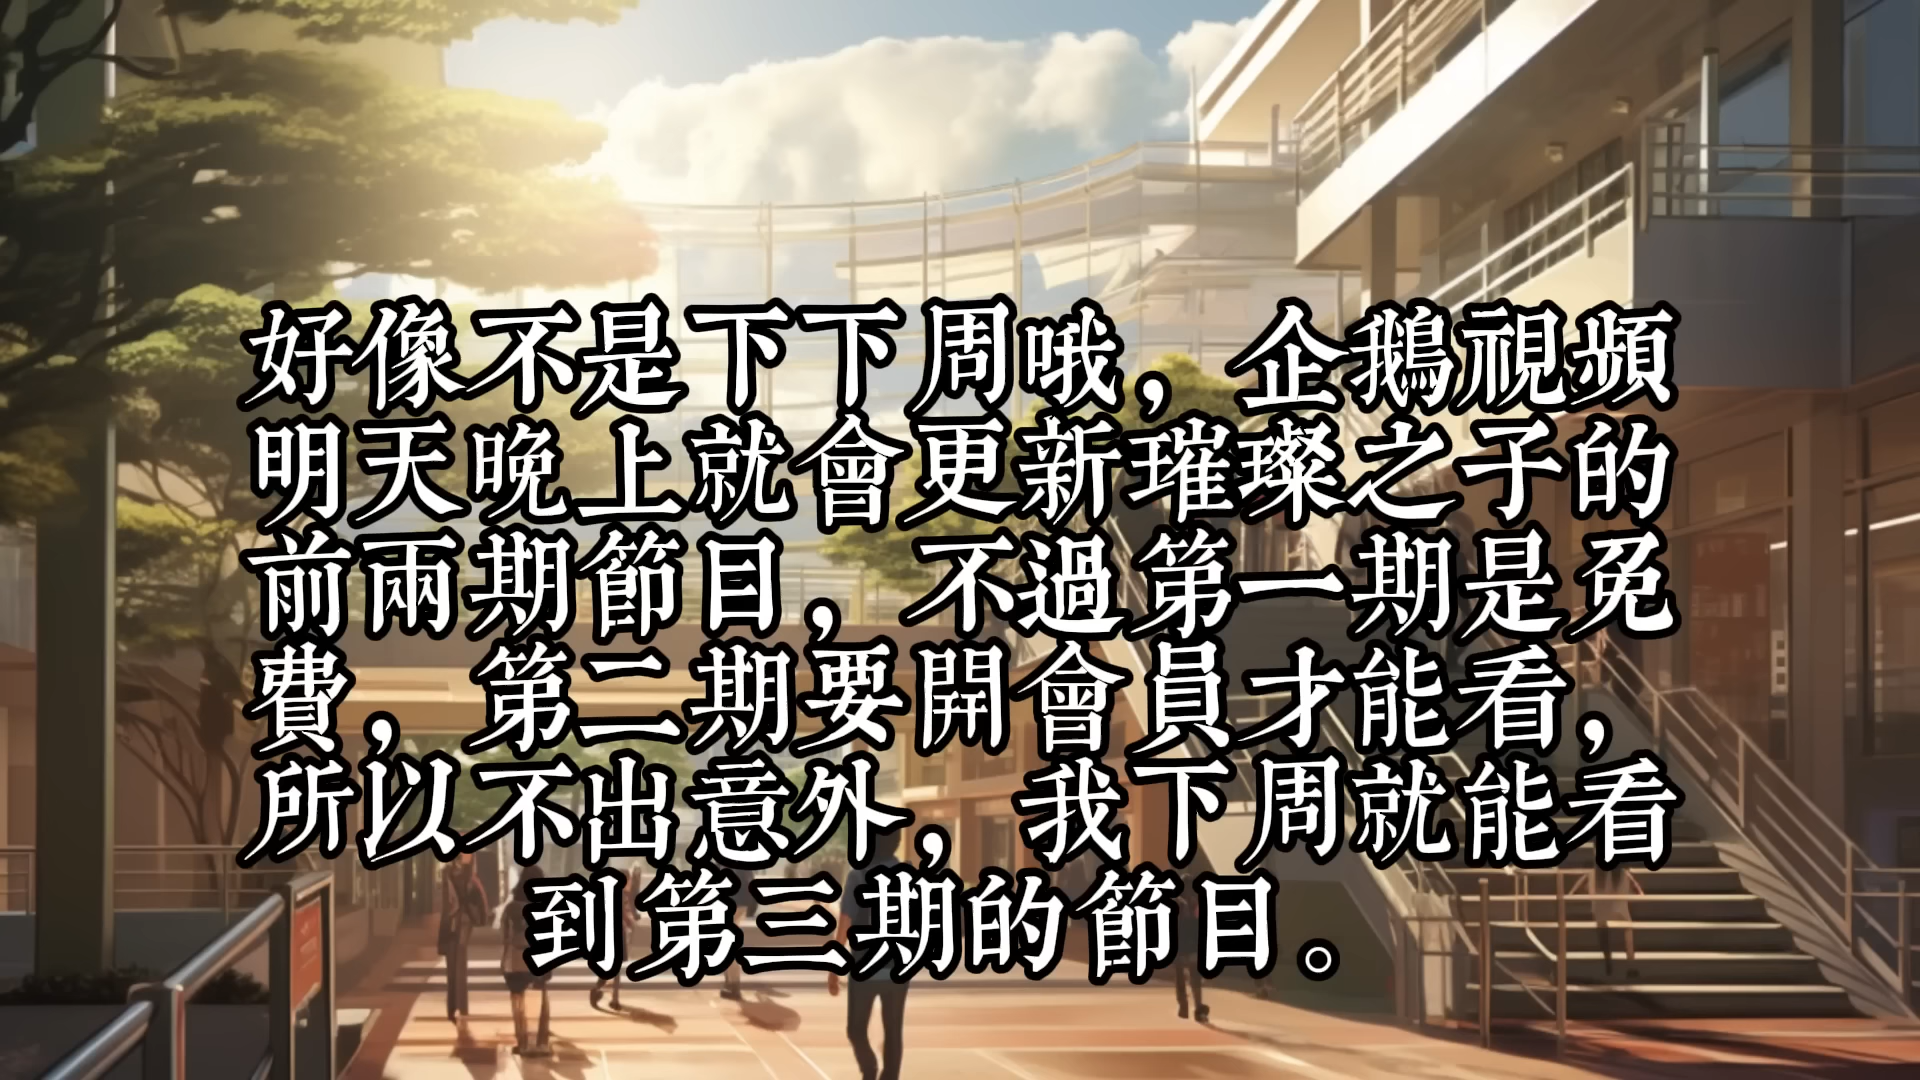 好像不是下下周哦，企鵝視頻
明天晚上就會更新璀璨之子的
前兩期節目，不過第一期是免
費，第二期要開會員才能看，
所以不出意外，我下周就能看
到第三期的節目。